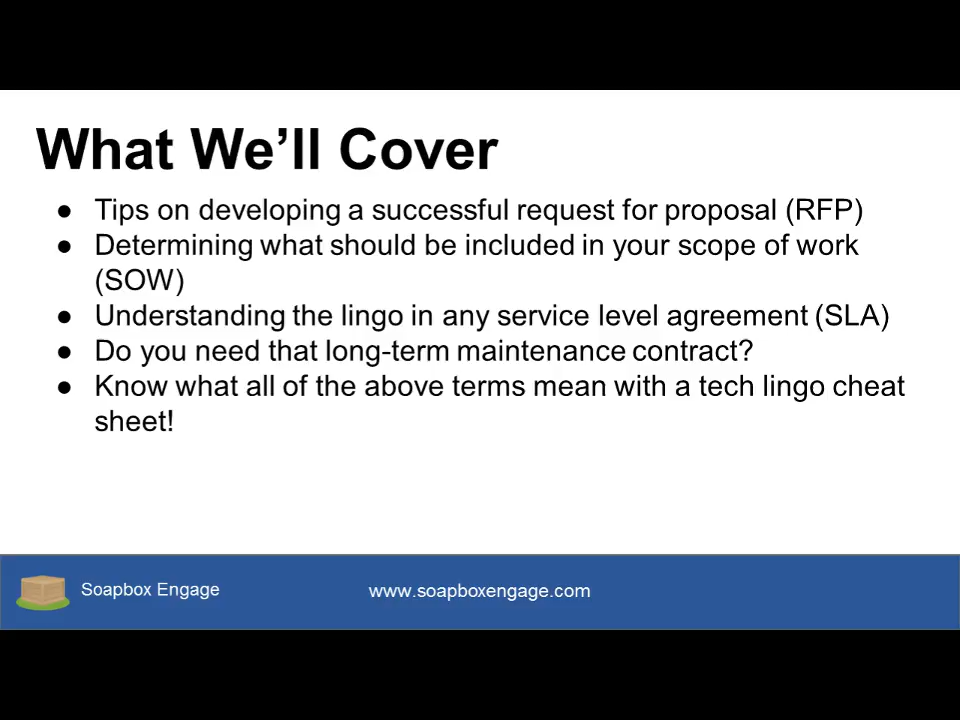 What We’ll Cover
● Tips on developing a successful request for proposal (RFP)
● Determining what should be included in your scope of work
(SOW)
● Understanding the lingo in any service level agreement (SLA)
● Do you need that long-term maintenance contract?
● Know what all of the above terms mean with a tech lingo cheat
sheet!
Soapbox Engage
www.soapboxengage.com